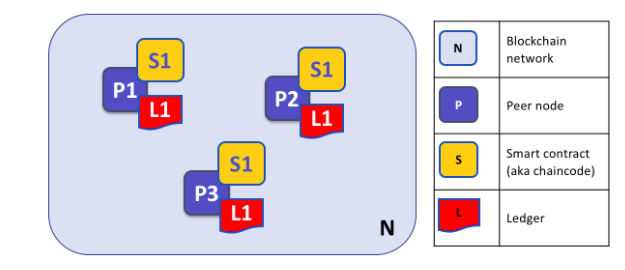 S1
P1
L1
S1
P2
L1
S1
P3
L1
N
N
Blockchain
network
P
Peer node
S
Smart contract
(aka chaincode)
L
Ledger